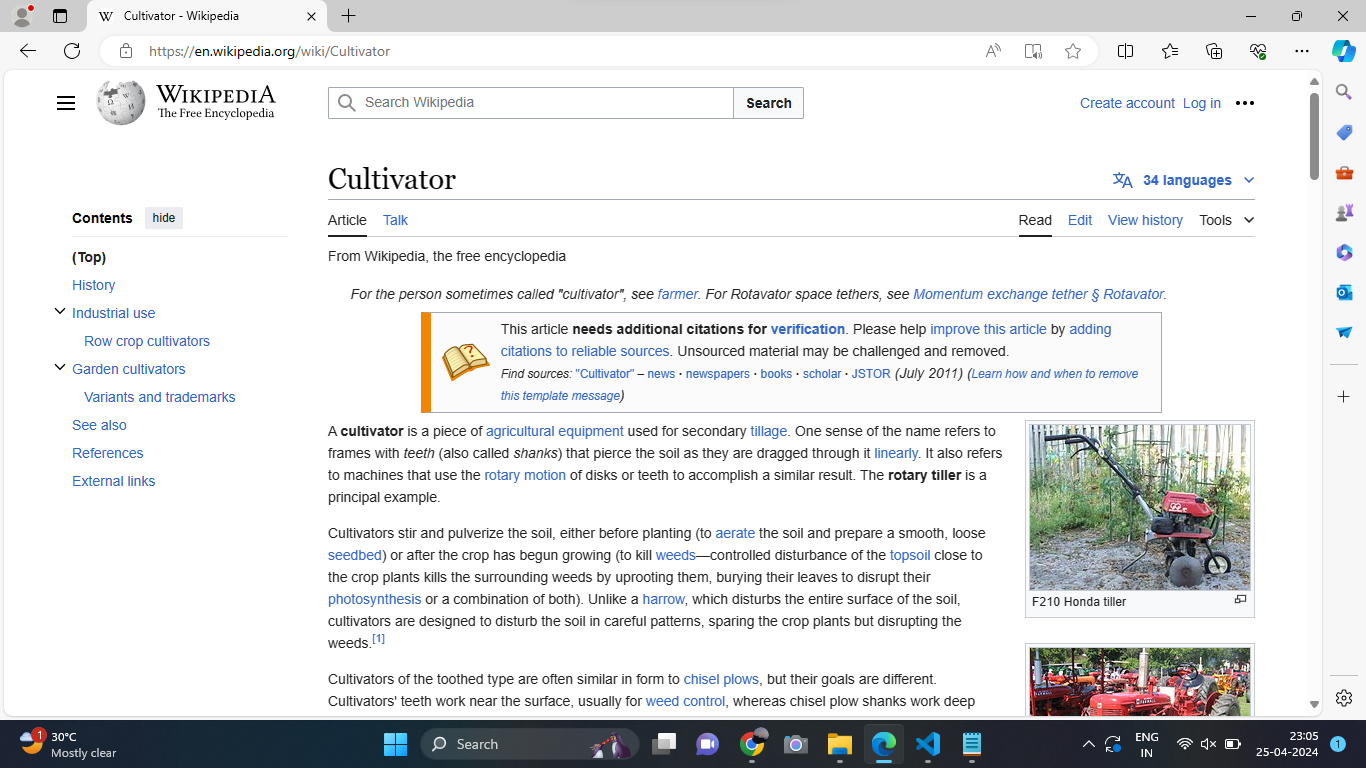 Cultivator - Wikipedia
https://en.wikipedia.org/wiki/Cultivator
WIKIPEDIA
The Free Encyclopedia
Search Wikipedia
Search
Create account Log in
Cultivator
34 languages
Contents hide
Article Talk
Read Edit View history Tools
(Top)
History
Industrial use
Row crop cultivators
Garden cultivators
Variants and trademarks
See also
References
External links
From Wikipedia, the free encyclopedia
For the person sometimes called "cultivator", see farmer. For Rotavator space tethers, see Momentum exchange tether § Rotavator.
This article needs additional citations for verification. Please help improve this article by adding
citations to reliable sources. Unsourced material may be challenged and removed.
Find sources: "Cultivator" – news · newspapers · books · scholar · JSTOR (July 2011) (Learn how and when to remove
this template message)
A cultivator is a piece of agricultural equipment used for secondary tillage. One sense of the name refers to
frames with teeth (also called shanks) that pierce the soil as they are dragged through it linearly. It also refers
to machines that use the rotary motion of disks or teeth to accomplish a similar result. The rotary tiller is a
principal example.
Cultivators stir and pulverize the soil, either before planting (to aerate the soil and prepare a smooth, loose
seedbed) or after the crop has begun growing (to kill weeds—controlled disturbance of the topsoil close to
the crop plants kills the surrounding weeds by uprooting them, burying their leaves to disrupt their
photosynthesis or a combination of both). Unlike a harrow, which disturbs the entire surface of the soil,
cultivators are designed to disturb the soil in careful patterns, sparing the crop plants but disrupting the
weeds.[1]
Cultivators of the toothed type are often similar in form to chisel plows, but their goals are different.
Cultivators' teeth work near the surface, usually for weed control, whereas chisel plow shanks work deep
F210 Honda tiller
1
30°C
Mostly clear
Search
ENG
IN
23:05
25-04-2024
1